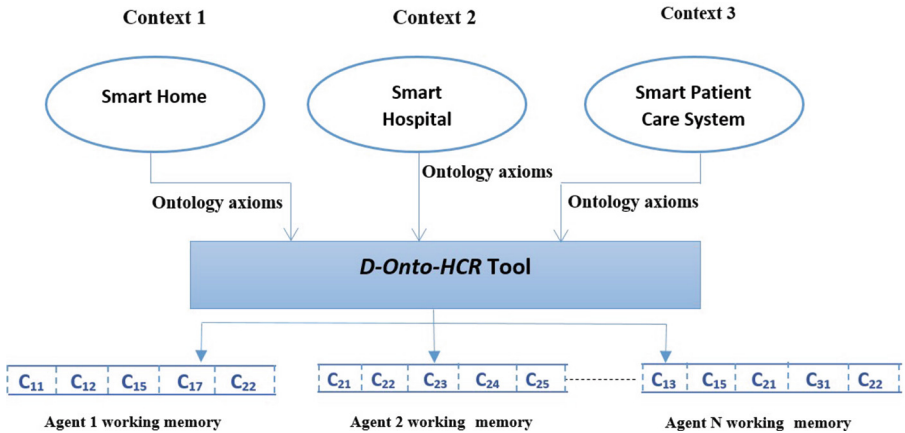 Context 1 Context 2 Context 3
Smart Home
Smart
Hospital
Smart Patient
Care System
Ontology axioms
Ontology axioms
Ontology axioms
D-Onto-HCR Tool
C11 C12 C15 C17 C22
C21 C22 C23 C24 C25
C13 C15 C21 C31 C22
Agent 1 working memory
Agent 2 working memory
Agent N working memory